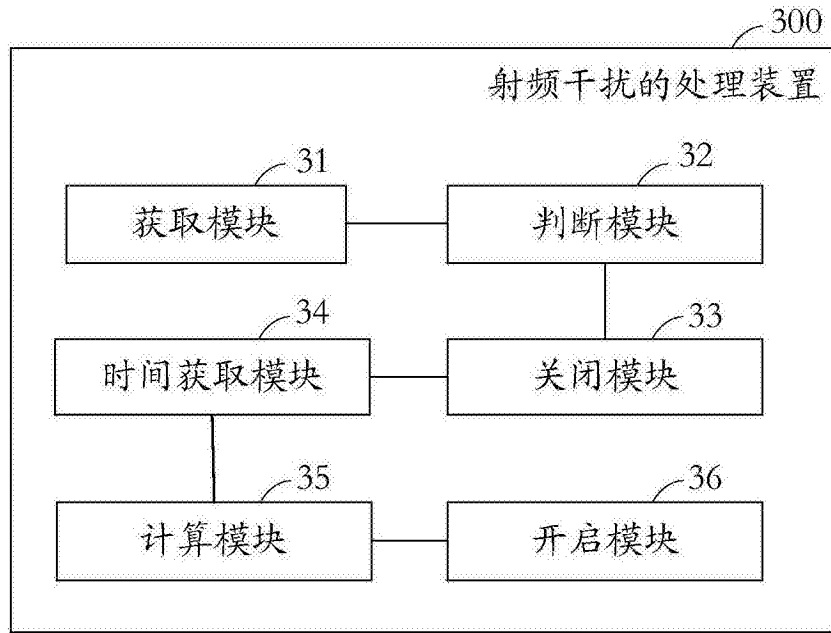 300
射频干扰的处理装置
31
32
获取模块
判断模块
34
33
时间获取模块
关闭模块
35
36
计算模块
开启模块